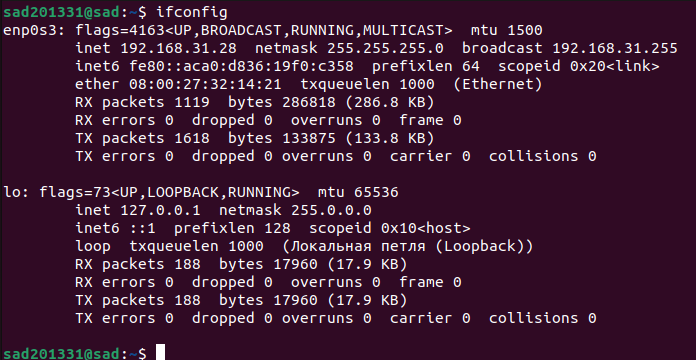 sad201331@sad:~$ ifconfig
enp0s3: flags=4163<UP,BROADCAST,RUNNING,MULTICAST>  mtu 1500
        inet 192.168.31.28  netmask 255.255.255.0  broadcast 192.168.31.255
        inet6 fe80::aca0:d836:19f0:c358  prefixlen 64  scopeid 0x20<link>
        ether 08:00:27:32:14:21  txqueuelen 1000  (Ethernet)
        RX packets 1119  bytes 286818 (286.8 KB)
        RX errors 0  dropped 0  overruns 0  frame 0
        TX packets 1618  bytes 133875 (133.8 KB)
        TX errors 0  dropped 0 overruns 0  carrier 0  collisions 0

lo: flags=73<UP,LOOPBACK,RUNNING>  mtu 65536
        inet 127.0.0.1  netmask 255.0.0.0
        inet6 ::1  prefixlen 128  scopeid 0x10<host>
        loop  txqueuelen 1000  (Локальная петля (Loopback))
        RX packets 188  bytes 17960 (17.9 KB)
        RX errors 0  dropped 0  overruns 0  frame 0
        TX packets 188  bytes 17960 (17.9 KB)
        TX errors 0  dropped 0 overruns 0  carrier 0  collisions 0

sad201331@sad:~$